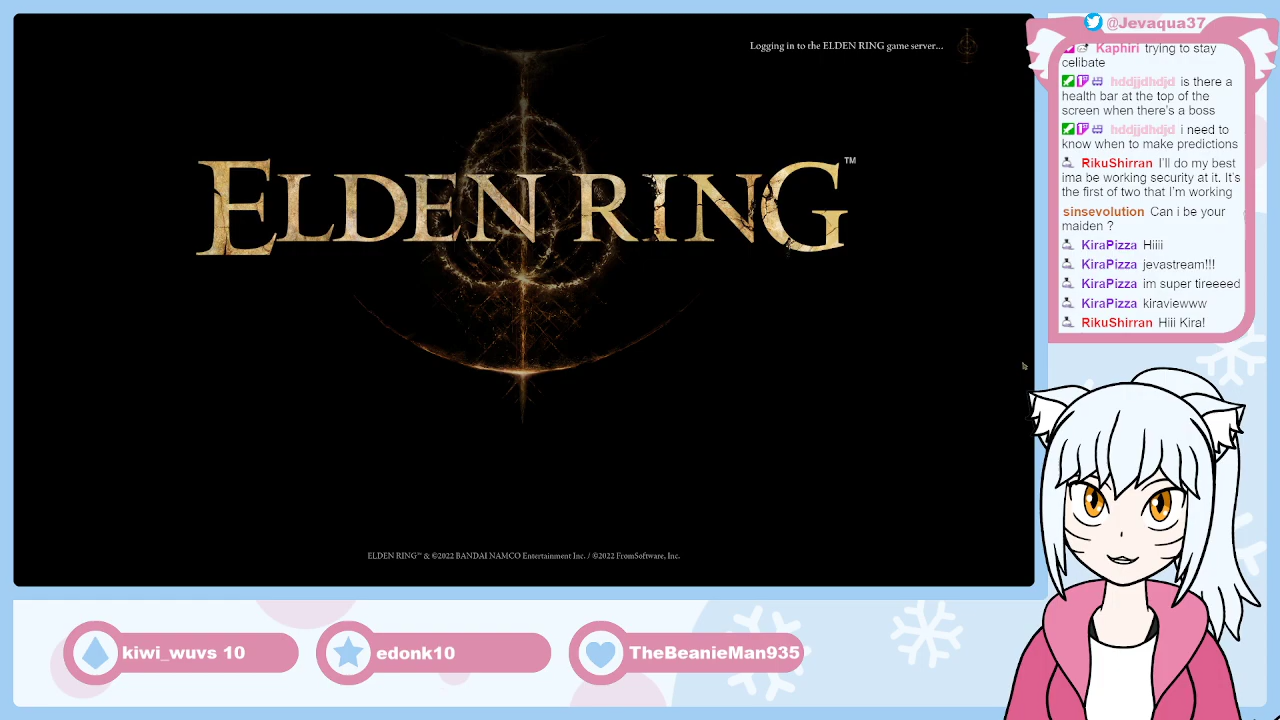 Logging in to the ELDEN RING game server...
ELDEN RING™
ELDEN RING™ & ©2022 BANDAI NAMCO Entertainment Inc. / ©2022 FromSoftware, Inc.
@Jevaqua37
Kaphiri trying to stay
celibate
hddjjdhdjd is there a
health bar at the top of the
screen when there's a boss
hddjjdhdjd i need to
know when to make predictions
RikuShirran I'll do my best
ima be working security at it. It's
the first of two that I'm working
sinsevolution Can i be your
maiden ?
KiraPizza Hiiii
KiraPizza jevastream!!!
KiraPizza im super tireeeed
KiraPizza kiraviewww
RikuShirran Hiii Kira!
kiwi_wuvs 10
edonk10
TheBeanieMan935